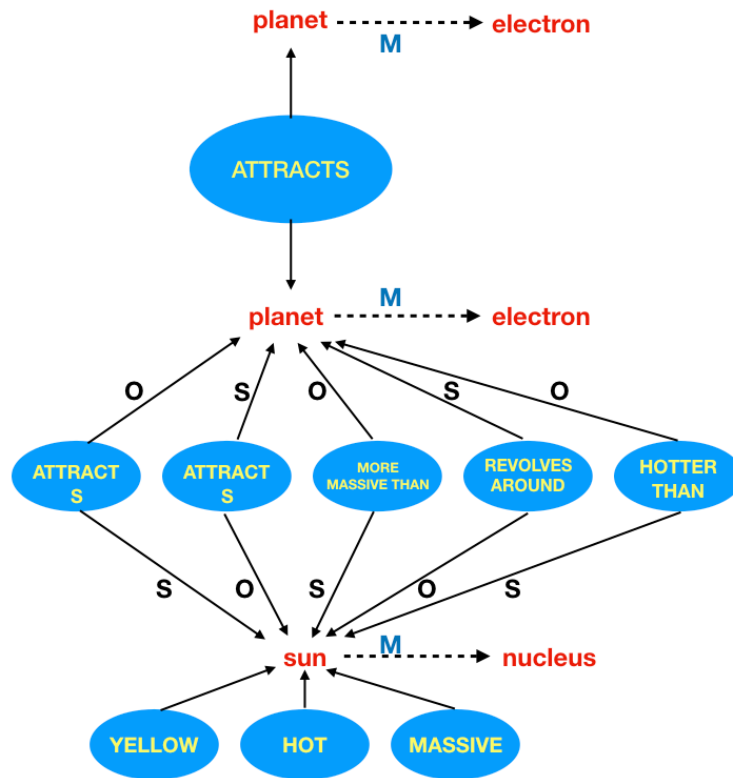 planet M electron
ATTRACTS
planet M electron
O S O S O
ATTRACT
S
ATTRACT
S
MORE
MASSIVE THAN
REVOLVES
AROUND
HOTTER
THAN
S O S O S
sun M nucleus
YELLOW HOT MASSIVE